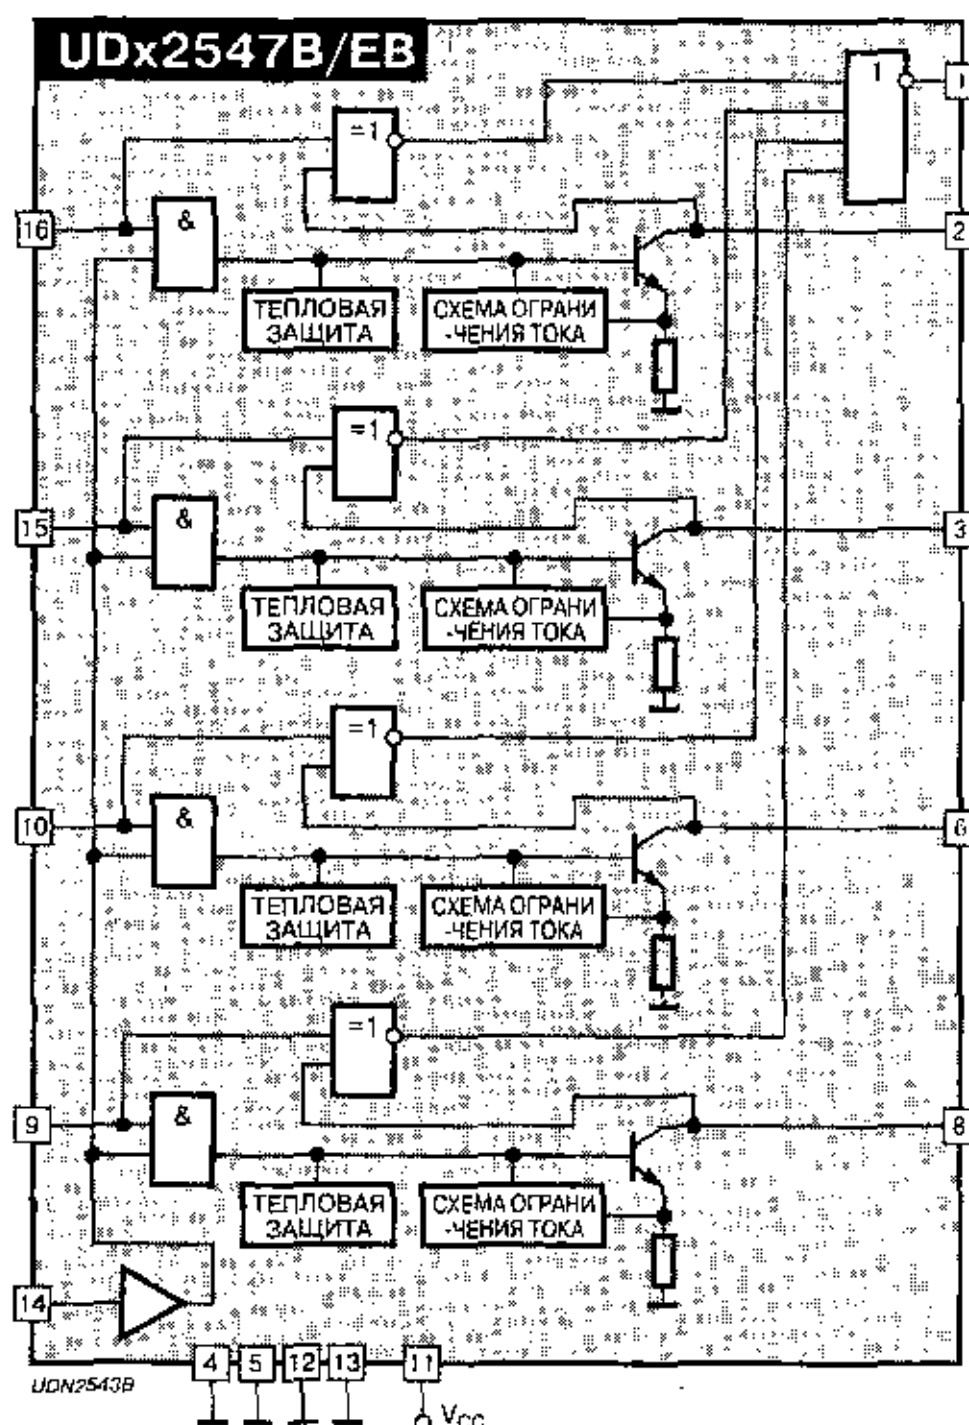 UDx2547B/EB
1
=1
1
16
&
2
ТЕПЛОВАЯ
ЗАЩИТА
СХЕМА ОГРАНИ
-ЧЕНИЯ ТОКА
=1
15
&
3
ТЕПЛОВАЯ
ЗАЩИТА
СХЕМА ОГРАНИ
-ЧЕНИЯ ТОКА
=1
10
&
6
ТЕПЛОВАЯ
ЗАЩИТА
СХЕМА ОГРАНИ
-ЧЕНИЯ ТОКА
=1
9
&
8
ТЕПЛОВАЯ
ЗАЩИТА
СХЕМА ОГРАНИ
-ЧЕНИЯ ТОКА
14
4 5 12 13 11
UDN2543B
VCC